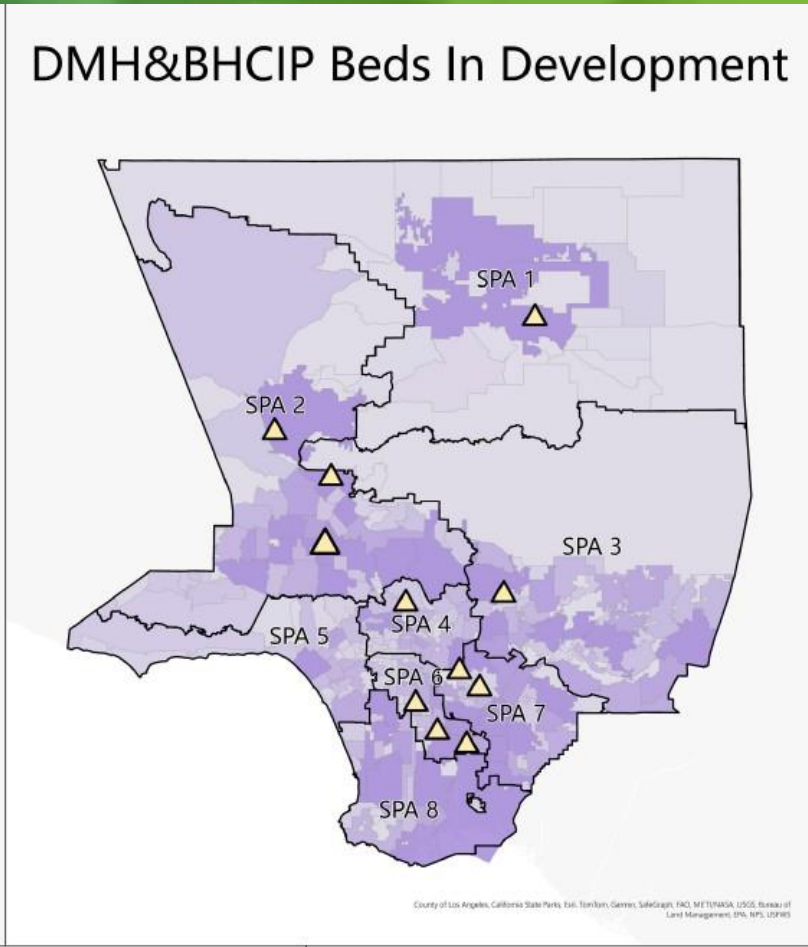 DMH&BHCIP Beds In Development
SPA 1
SPA 2
SPA 3
SPA 4
SPA 5
SPA 6
SPA 7
SPA 8
County of Los Angeles, California State Parks, Esri, TomTom, Garmin, SafeGraph, FAO, METI/NASA, USGS, Bureau of
Land Management, EPA, NPS, USFWS